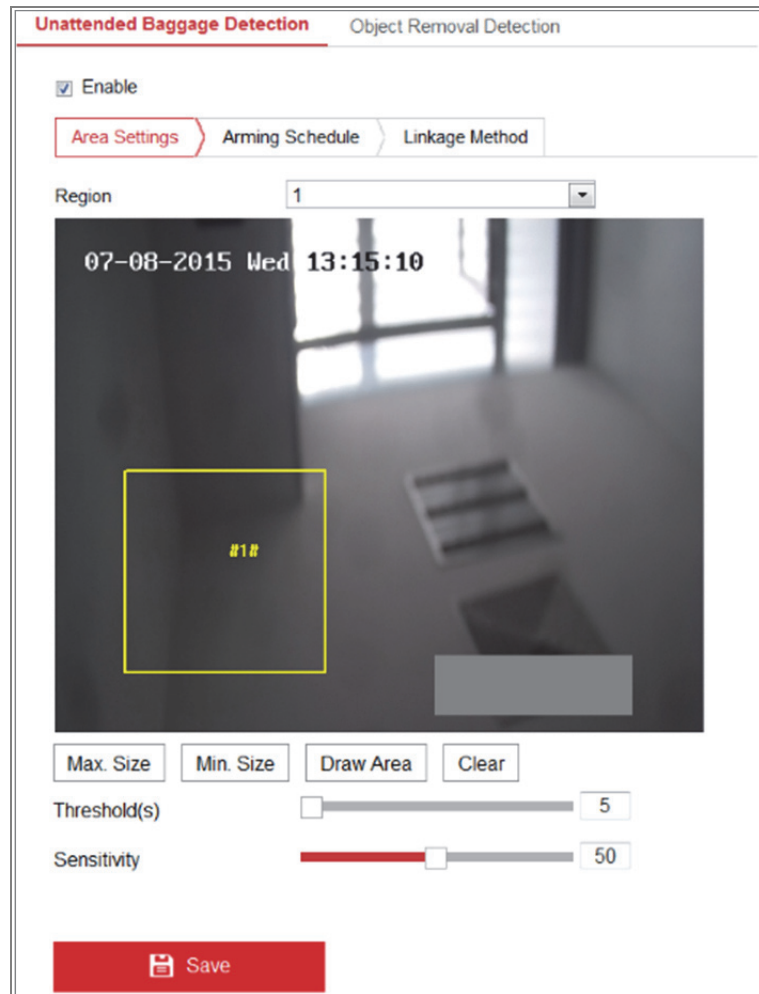 Unattended Baggage Detection Object Removal Detection
Enable
Area Settings Arming Schedule Linkage Method
Region 1
07-08-2015 Wed 13:15:10
#1#
Max. Size Min. Size Draw Area Clear
Threshold(s) 5
Sensitivity 50
Save